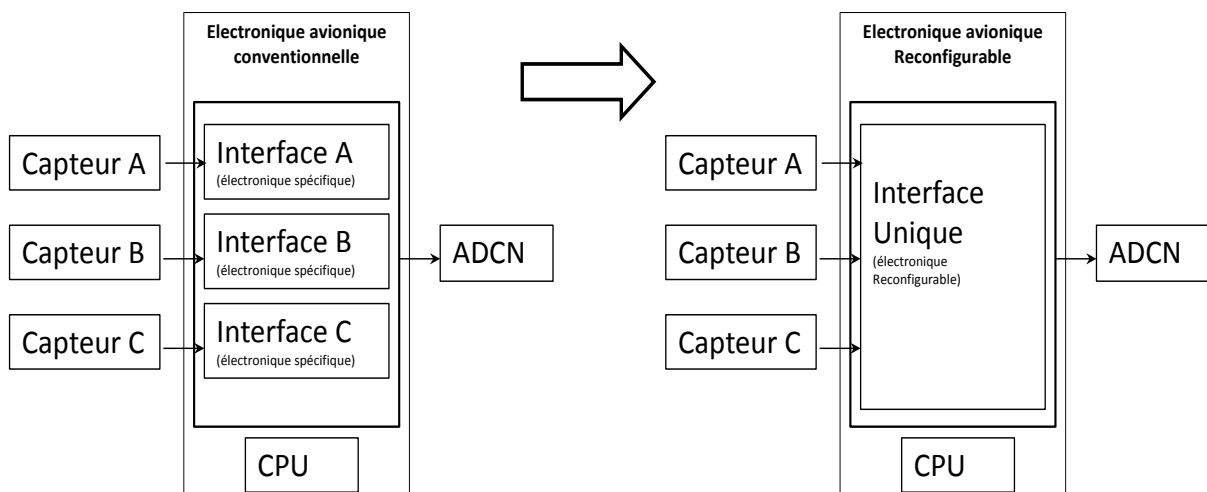 Electronique avionique
conventionnelle
Capteur A
Interface A
(électronique spécifique)
Capteur B
Interface B
(électronique spécifique)
ADCN
Capteur C
Interface C
(électronique spécifique)
CPU
Electronique avionique
Reconfigurable
Capteur A
Capteur B
Capteur C
Interface
Unique
(électronique
Reconfigurable)
ADCN
CPU